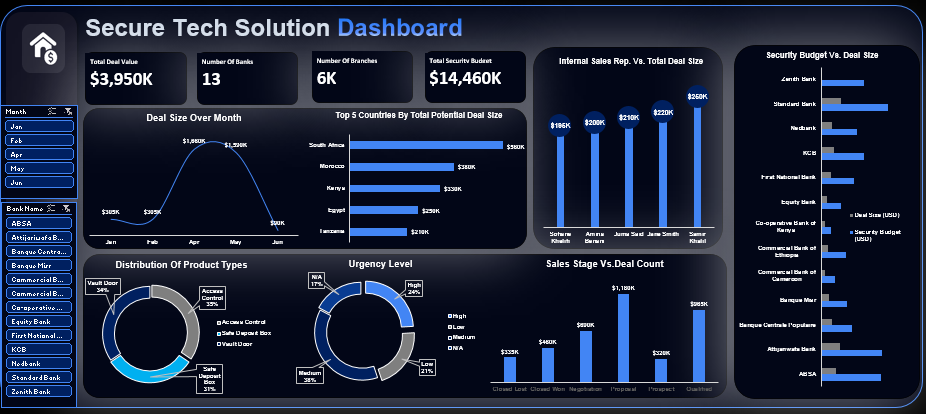 Secure Tech Solution Dashboard
Total Deal Value
$3,950K
Number Of Banks
13
Number Of Branches
6K
Total Security Budget
$14,460K
Month
Jan
Feb
Apr
May
Jun
Bank Name
ABSA
Attijariwafa B...
Banque Centra...
Banque Misr
Commercial B...
Commercial B...
Co-operative ...
Equity Bank
First National ...
KCB
Nedbank
Standard Bank
Zenith Bank
Deal Size Over Month
$305K
$305K
$1,660K
$1,590K
$90K
Jan
Feb
Apr
May
Jun
Top 5 Countries By Total Potential Deal Size
South Africa
$560K
Morocco
$380K
Kenya
$330K
Egypt
$250K
Tanzania
$210K
Internal Sales Rep. Vs. Total Deal Size
$195K
$200K
$210K
$220K
$260K
Sofiane
Khalifi
Amina
Benani
Juma Said
Jane Smith
Samir
Khalil
Security Budget Vs. Deal Size
Zenith Bank
Standard Bank
Nedbank
KCB
First National Bank
Equity Bank
Co-operative Bank of
Kenya
Commercial Bank of
Ethiopia
Commercial Bank of
Cameroon
Banque Misr
Banque Centrale Populaire
Attijariwafa Bank
ABSA
Deal Size (USD)
Security Budget
(USD)
Distribution Of Product Types
Vault Door
34%
Access
Control
35%
Safe
Deposit
Box
31%
Access Control
Safe Deposit Box
Vault Door
Urgency Level
N/A
17%
High
24%
Low
21%
Medium
38%
High
Low
Medium
N/A
Sales Stage Vs.Deal Count
$335K
$460K
$690K
$1,180K
$320K
$965K
Closed Lost
Closed Won
Negotiation
Proposal
Prospect
Qualified